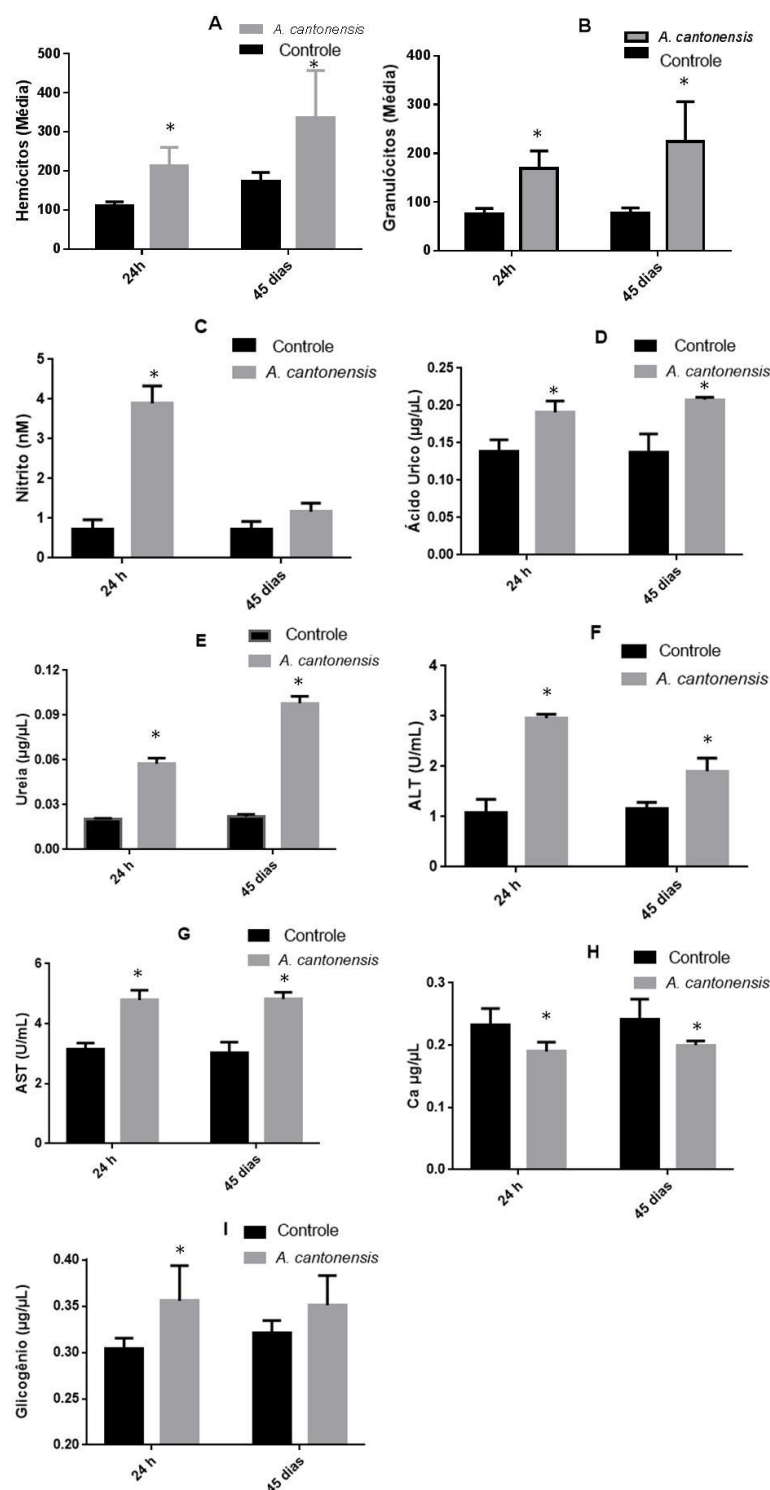 A
A. cantonensis
Controle
Hemócitos (Média)
500
400
300
200
100
0
*
*
24h
45 dias
B
A. cantonensis
Controle
Granulócitos (Média)
400
300
200
100
0
*
*
24h
45 dias
C
Controle
A. cantonensis
Nitrito (nM)
5
4
3
2
1
0
*
24 h
45 dias
D
Controle
A. cantonensis
Ácido Urico (µg/µL)
0.25
0.20
0.15
0.10
0.05
0.00
*
*
24 h
45 dias
E
Controle
A. cantonensis
Ureia (µg/µL)
0.12
0.09
0.06
0.03
0.00
*
*
24 h
45 dias
F
Controle
A. cantonensis
ALT (U/mL)
4
3
2
1
0
*
*
24 h
45 dias
G
Controle
A. cantonensis
AST (U/mL)
6
4
2
0
*
*
24 h
45 dias
H
Controle
A. cantonensis
Ca µg/µL
0.3
0.2
0.1
0.0
*
*
24 h
45 dias
I
Controle
A. cantonensis
Glicogênio (µg/µL)
0.40
0.35
0.30
0.25
0.20
*
24 h
45 dias